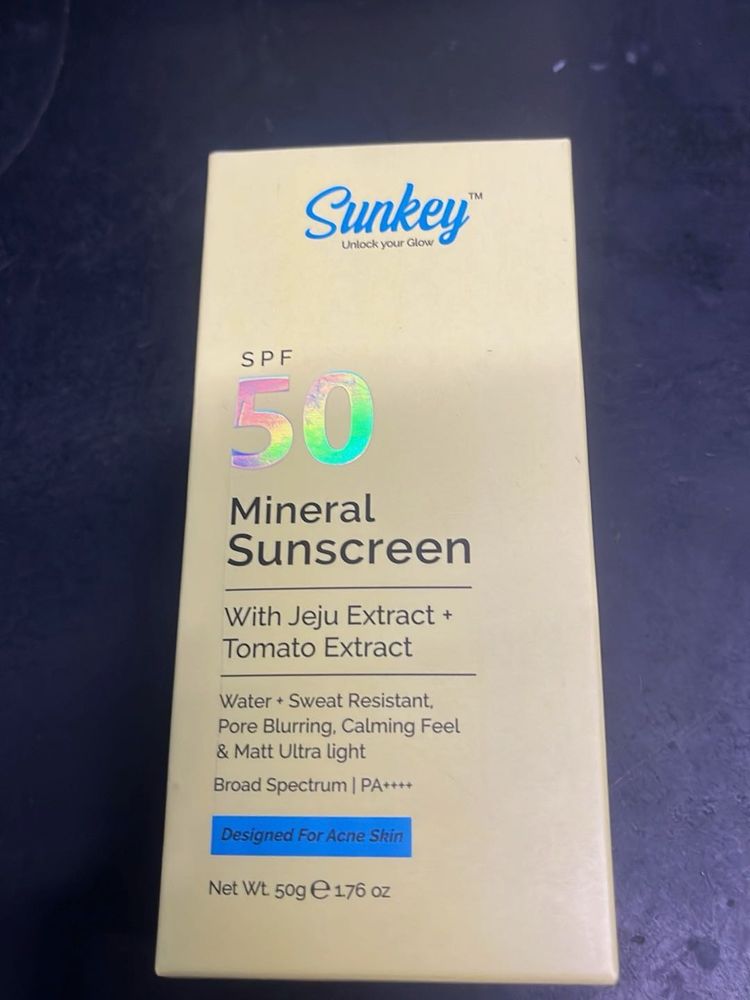 Sunkey™
Unlock your Glow
SPF
50
Mineral
Sunscreen
With Jeju Extract +
Tomato Extract
Water + Sweat Resistant,
Pore Blurring, Calming Feel
& Matt Ultra light
Broad Spectrum | PA++++
Designed For Acne Skin
Net Wt. 50g ℮ 1.76 oz